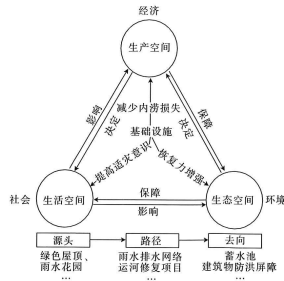 经济
生产空间
影响
决定
减少内涝损失
保障
决定
基础设施
提高适灾意识
恢复力增强
社会
生活空间
保障
影响
生态空间
环境
源头
路径
去向
绿色屋顶、
雨水花园
…
雨水排水网络
运河修复项目
…
蓄水池
建筑物防洪屏障
…